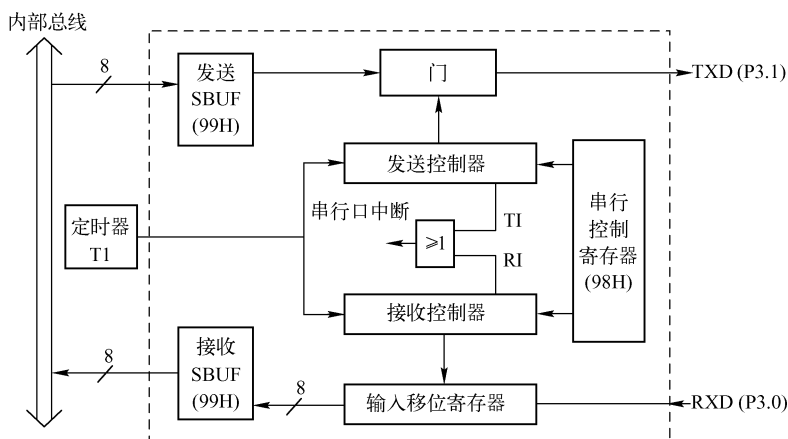 内部总线
8
发送
SBUF
(99H)
门
TXD (P3.1)
发送控制器
定时器
T1
串行口中断
≥1
TI
RI
串行
控制
寄存器
(98H)
接收控制器
8
接收
SBUF
(99H)
8
输入移位寄存器
RXD (P3.0)